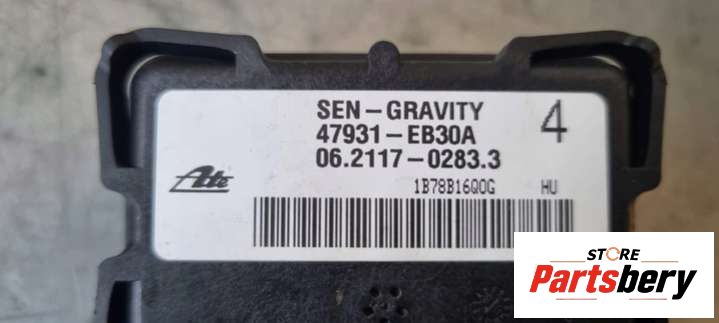 SEN-GRAVITY
47931-EB30A
4
06.2117-0283.3
Ate
1B78B16Q0G HU
STORE
Partsbery